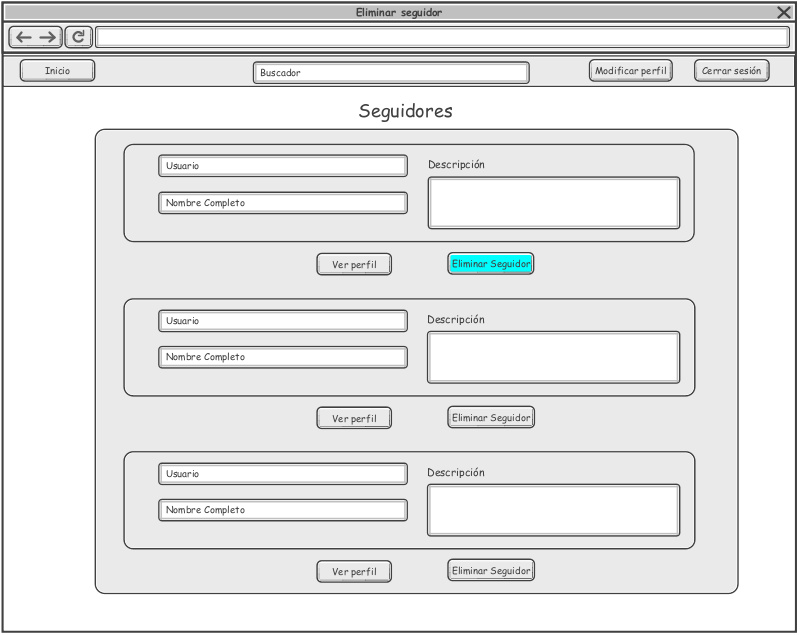 Eliminar seguidor
Inicio
Buscador
Modificar perfil
Cerrar sesión
Seguidores
Usuario
Descripción
Nombre Completo
Ver perfil
Eliminar Seguidor
Usuario
Descripción
Nombre Completo
Ver perfil
Eliminar Seguidor
Usuario
Descripción
Nombre Completo
Ver perfil
Eliminar Seguidor